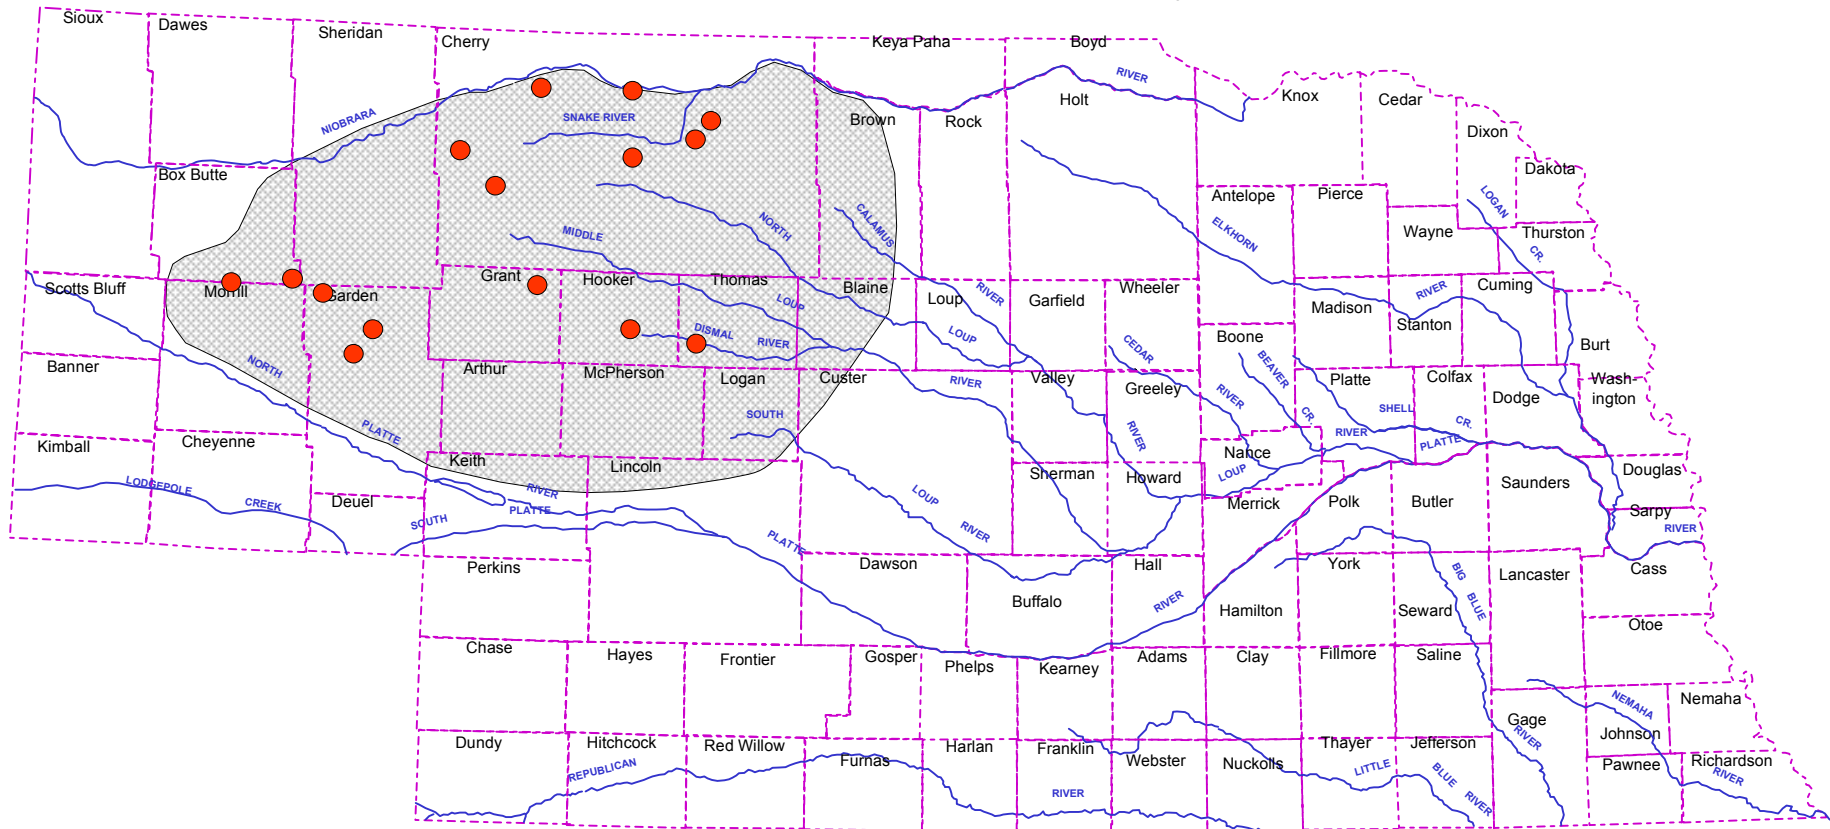 Sioux
Dawes
Sheridan
Cherry
Keya Paha
Boyd
RIVER
Knox
Cedar
Holt
NIOBRARA
SNAKE RIVER
Brown
Rock
Dixon
Dakota
Box Butte
Antelope
Pierce
LOGAN
CR.
Wayne
Thurston
NORTH
CALAMUS
MIDDLE
ELKHORN
Scotts Bluff
Morrill
Garden
Grant
Hooker
Thomas
Blaine
Loup
RIVER
Garfield
Wheeler
Madison
RIVER
Cuming
Stanton
LOUP
LOUP
DISMAL
RIVER
CEDAR
Boone
BEAVER
CR.
Burt
Banner
NORTH
Arthur
McPherson
Logan
Custer
RIVER
Valley
Greeley
RIVER
Platte
Colfax
Dodge
Wash-
ington
SHELL
CR.
SOUTH
PLATTE
RIVER
RIVER
PLATTE
Kimball
Cheyenne
Keith
Lincoln
Sherman
Howard
Nance
LOUP
Merrick
Polk
Butler
Saunders
Douglas
Sarpy
RIVER
LODGEPOLE
CREEK
Deuel
RIVER
PLATTE
SOUTH
PLATTE
LOUP
RIVER
Perkins
Dawson
Buffalo
Hall
RIVER
Hamilton
York
Seward
BIG
BLUE
Lancaster
Cass
Otoe
Chase
Hayes
Frontier
Gosper
Phelps
Kearney
Adams
Clay
Fillmore
Saline
Gage
RIVER
NEMAHA
Nemaha
Johnson
Dundy
Hitchcock
Red Willow
Furnas
Harlan
Franklin
Webster
Nuckolls
Thayer
Jefferson
Pawnee
Richardson
RIVER
REPUBLICAN
RIVER
LITTLE
BLUE
RIVER